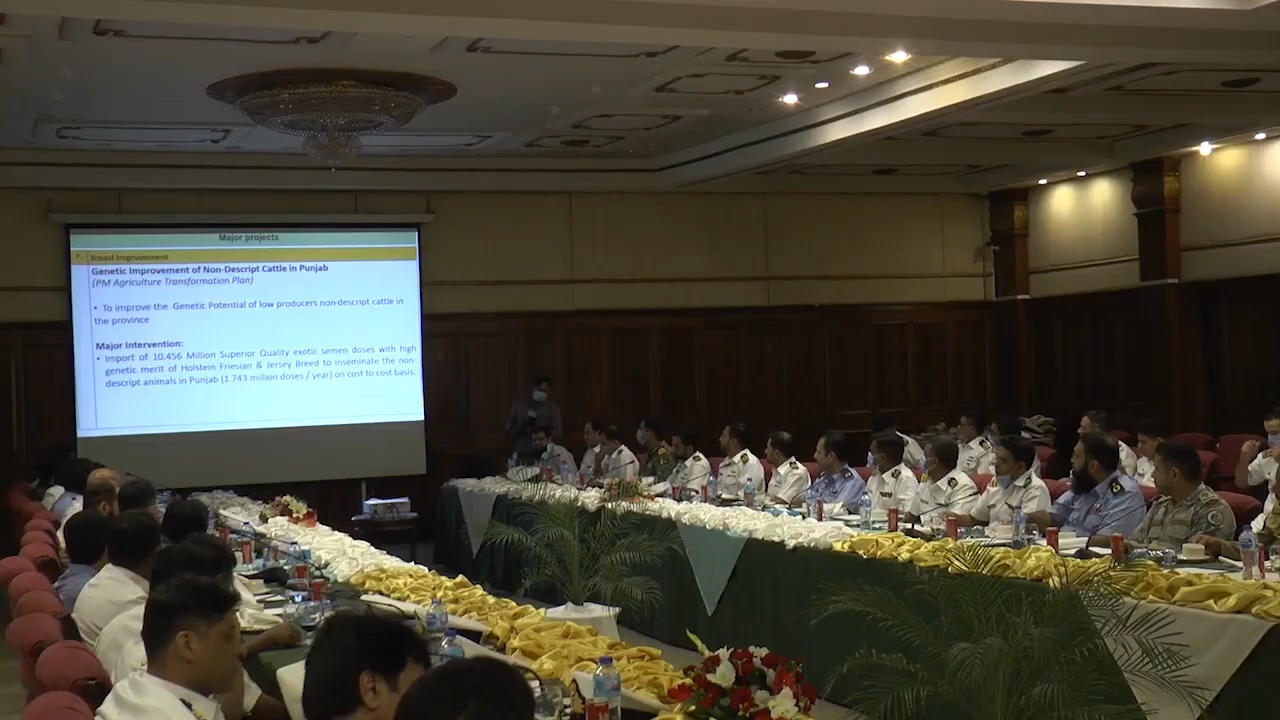 Major projects
Breed Improvement
Genetic Improvement of Non-Descript Cattle in Punjab
(PM Agriculture Transformation Plan)
• To improve the Genetic Potential of low producers non-descript cattle in
the province
Major Intervention:
• Import of 10.456 Million Superior Quality exotic semen doses with high
genetic merit of Holstein Friesian & Jersey Breed to inseminate the non-
descript animals in Punjab (1.743 million doses / year) on cost to cost basis.